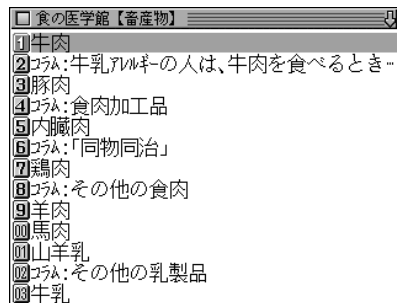 食の医学館【畜産物】
1牛肉
2ｺﾗﾑ:牛乳ｱﾚﾙｷﾞｰの人は、牛肉を食べるとき…
3豚肉
4ｺﾗﾑ:食肉加工品
5内臓肉
6ｺﾗﾑ:「同物同治」
7鶏肉
8ｺﾗﾑ:その他の食肉
9羊肉
00馬肉
01山羊乳
02ｺﾗﾑ:その他の乳製品
03牛乳